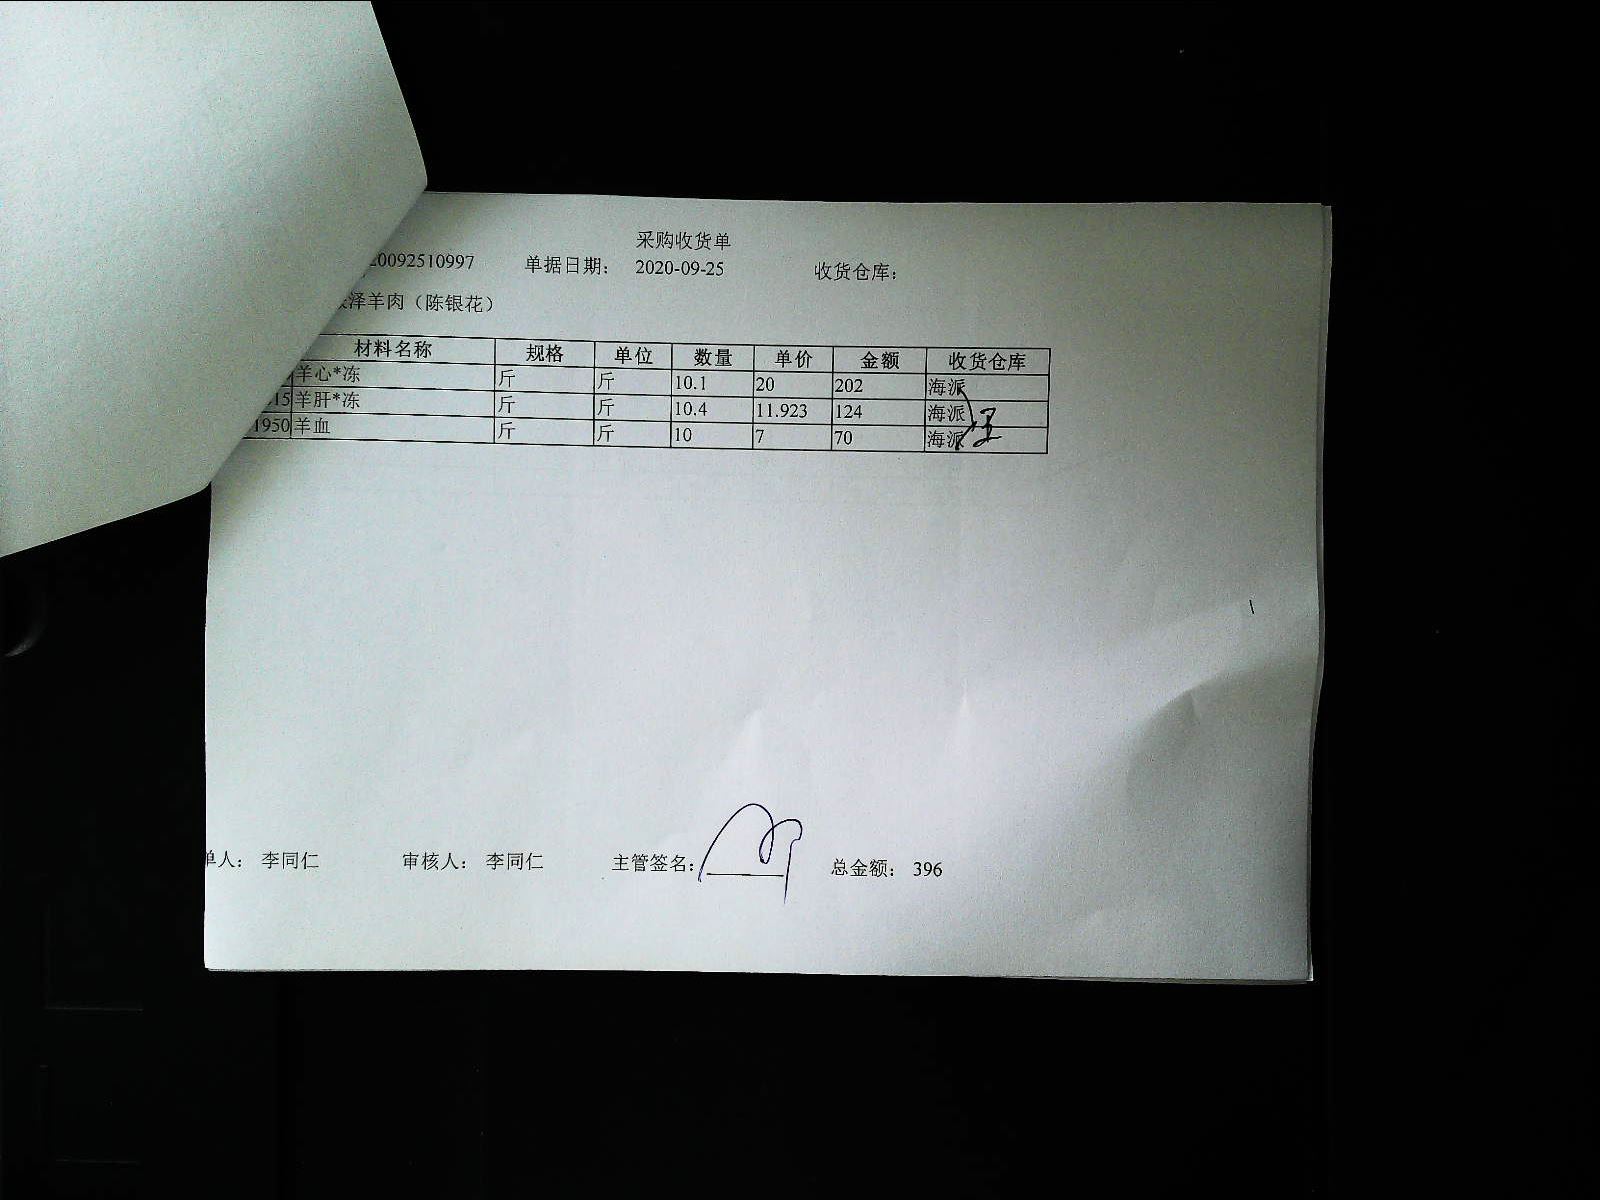 采购收货单
20092510997 单据日期： 2020-09-25 收货仓库：
泽羊肉（陈银花）
材料名称 规格 单位 数量 单价 金额 收货仓库
羊心*冻 斤 斤 10.1 20 202 海派
15 羊肝*冻 斤 斤 10.4 11.923 124 海派
1950 羊血 斤 斤 10 7 70 海派
单人： 李同仁 审核人： 李同仁 主管签名： 总金额： 396